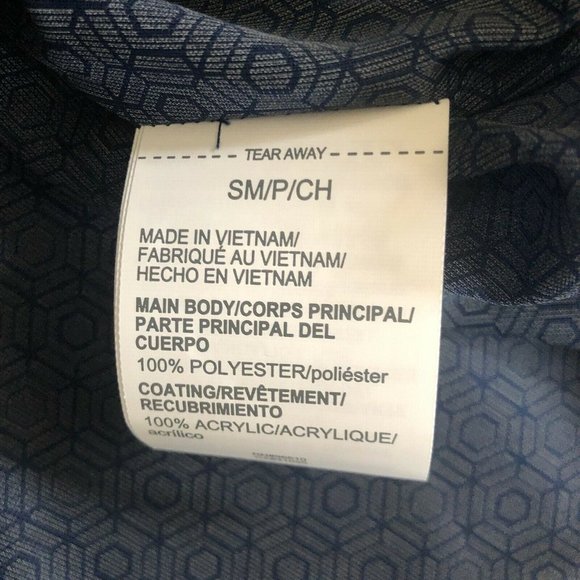 TEAR AWAY
SM/P/CH
MADE IN VIETNAM/
FABRIQUÉ AU VIETNAM/
HECHO EN VIETNAM
MAIN BODY/CORPS PRINCIPAL/
PARTE PRINCIPAL DEL
CUERPO
100% POLYESTER/poliéster
COATING/REVÊTEMENT/
RECUBRIMIENTO
100% ACRYLIC/ACRYLIQUE/
acrílico